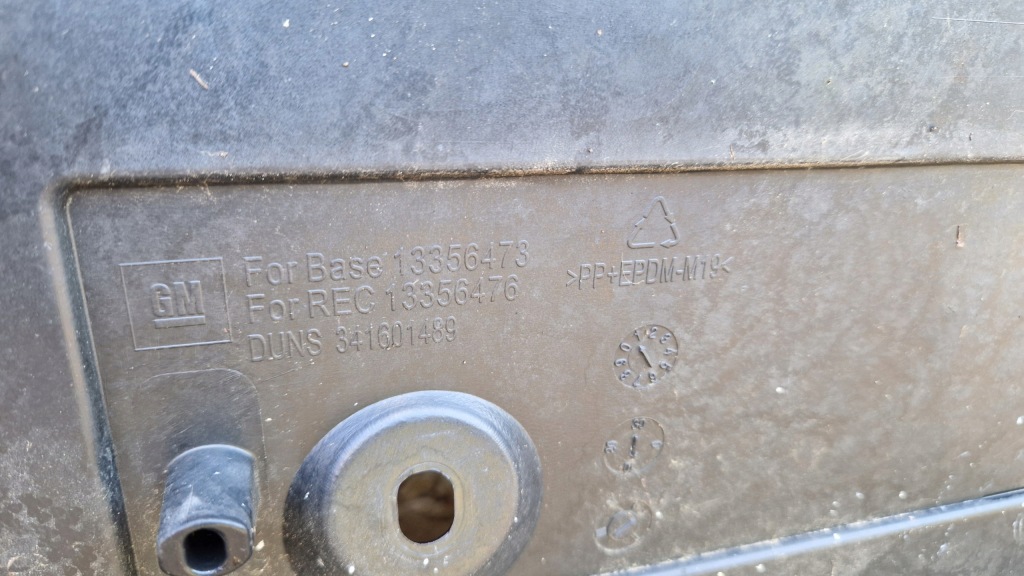 GM
For Base 13356473
For REC 13356476
DUNS 341601489
>PP+EPDM-M19<